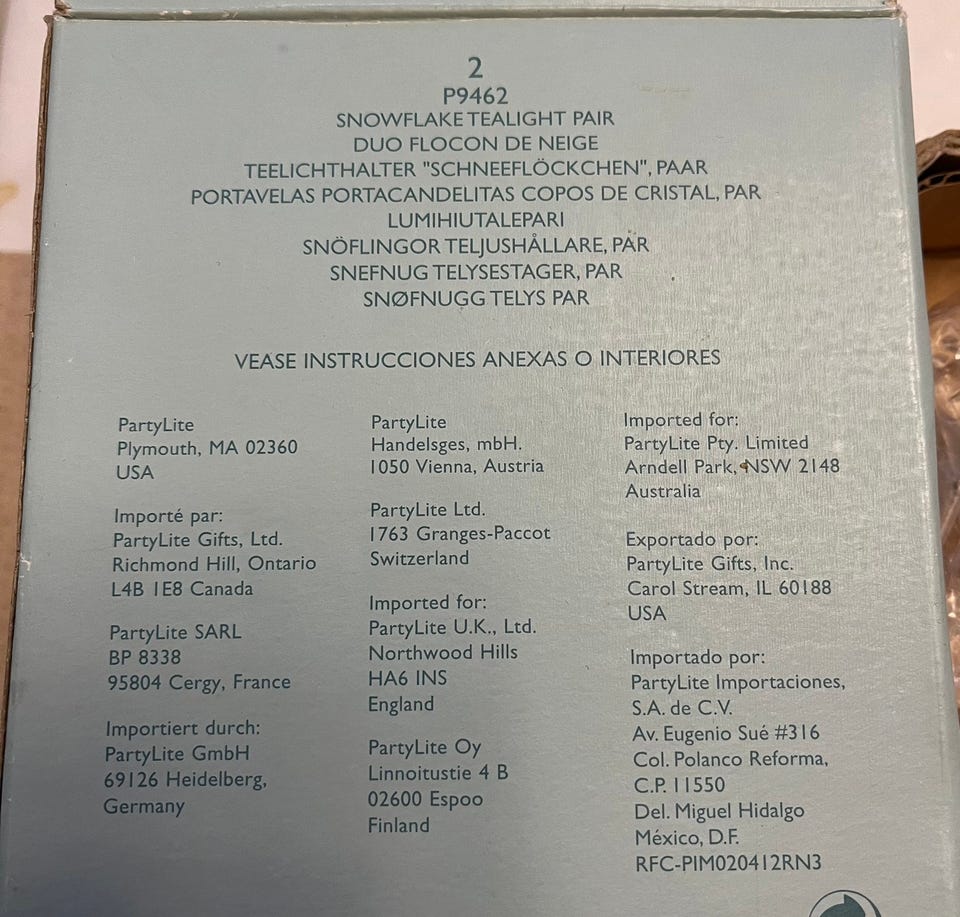 2
P9462
SNOWFLAKE TEALIGHT PAIR
DUO FLOCON DE NEIGE
TEELICHTHALTER "SCHNEEFLÖCKCHEN", PAAR
PORTAVELAS PORTACANDELITAS COPOS DE CRISTAL, PAR
LUMIHIUTALEPARI
SNÖFLINGOR TELJUSHÅLLARE, PAR
SNEFNUG TELYSESTAGER, PAR
SNØFNUGG TELYS PAR
VEASE INSTRUCCIONES ANEXAS O INTERIORES
PartyLite
Plymouth, MA 02360
USA
Importé par:
PartyLite Gifts, Ltd.
Richmond Hill, Ontario
L4B 1E8 Canada
PartyLite SARL
BP 8338
95804 Cergy, France
Importiert durch:
PartyLite GmbH
69126 Heidelberg,
Germany
PartyLite
Handelsges, mbH.
1050 Vienna, Austria
PartyLite Ltd.
1763 Granges-Paccot
Switzerland
Imported for:
PartyLite U.K., Ltd.
Northwood Hills
HA6 INS
England
PartyLite Oy
Linnoitustie 4 B
02600 Espoo
Finland
Imported for:
PartyLite Pty. Limited
Arndell Park, NSW 2148
Australia
Exportado por:
PartyLite Gifts, Inc.
Carol Stream, IL 60188
USA
Importado por:
PartyLite Importaciones,
S.A. de C.V.
Av. Eugenio Sué #316
Col. Polanco Reforma,
C.P. 11550
Del. Miguel Hidalgo
México, D.F.
RFC-PIM020412RN3